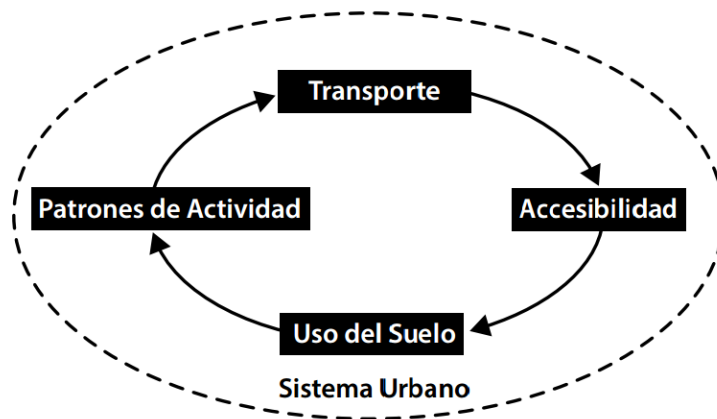 Transporte
Patrones de Actividad
Accesibilidad
Uso del Suelo
Sistema Urbano